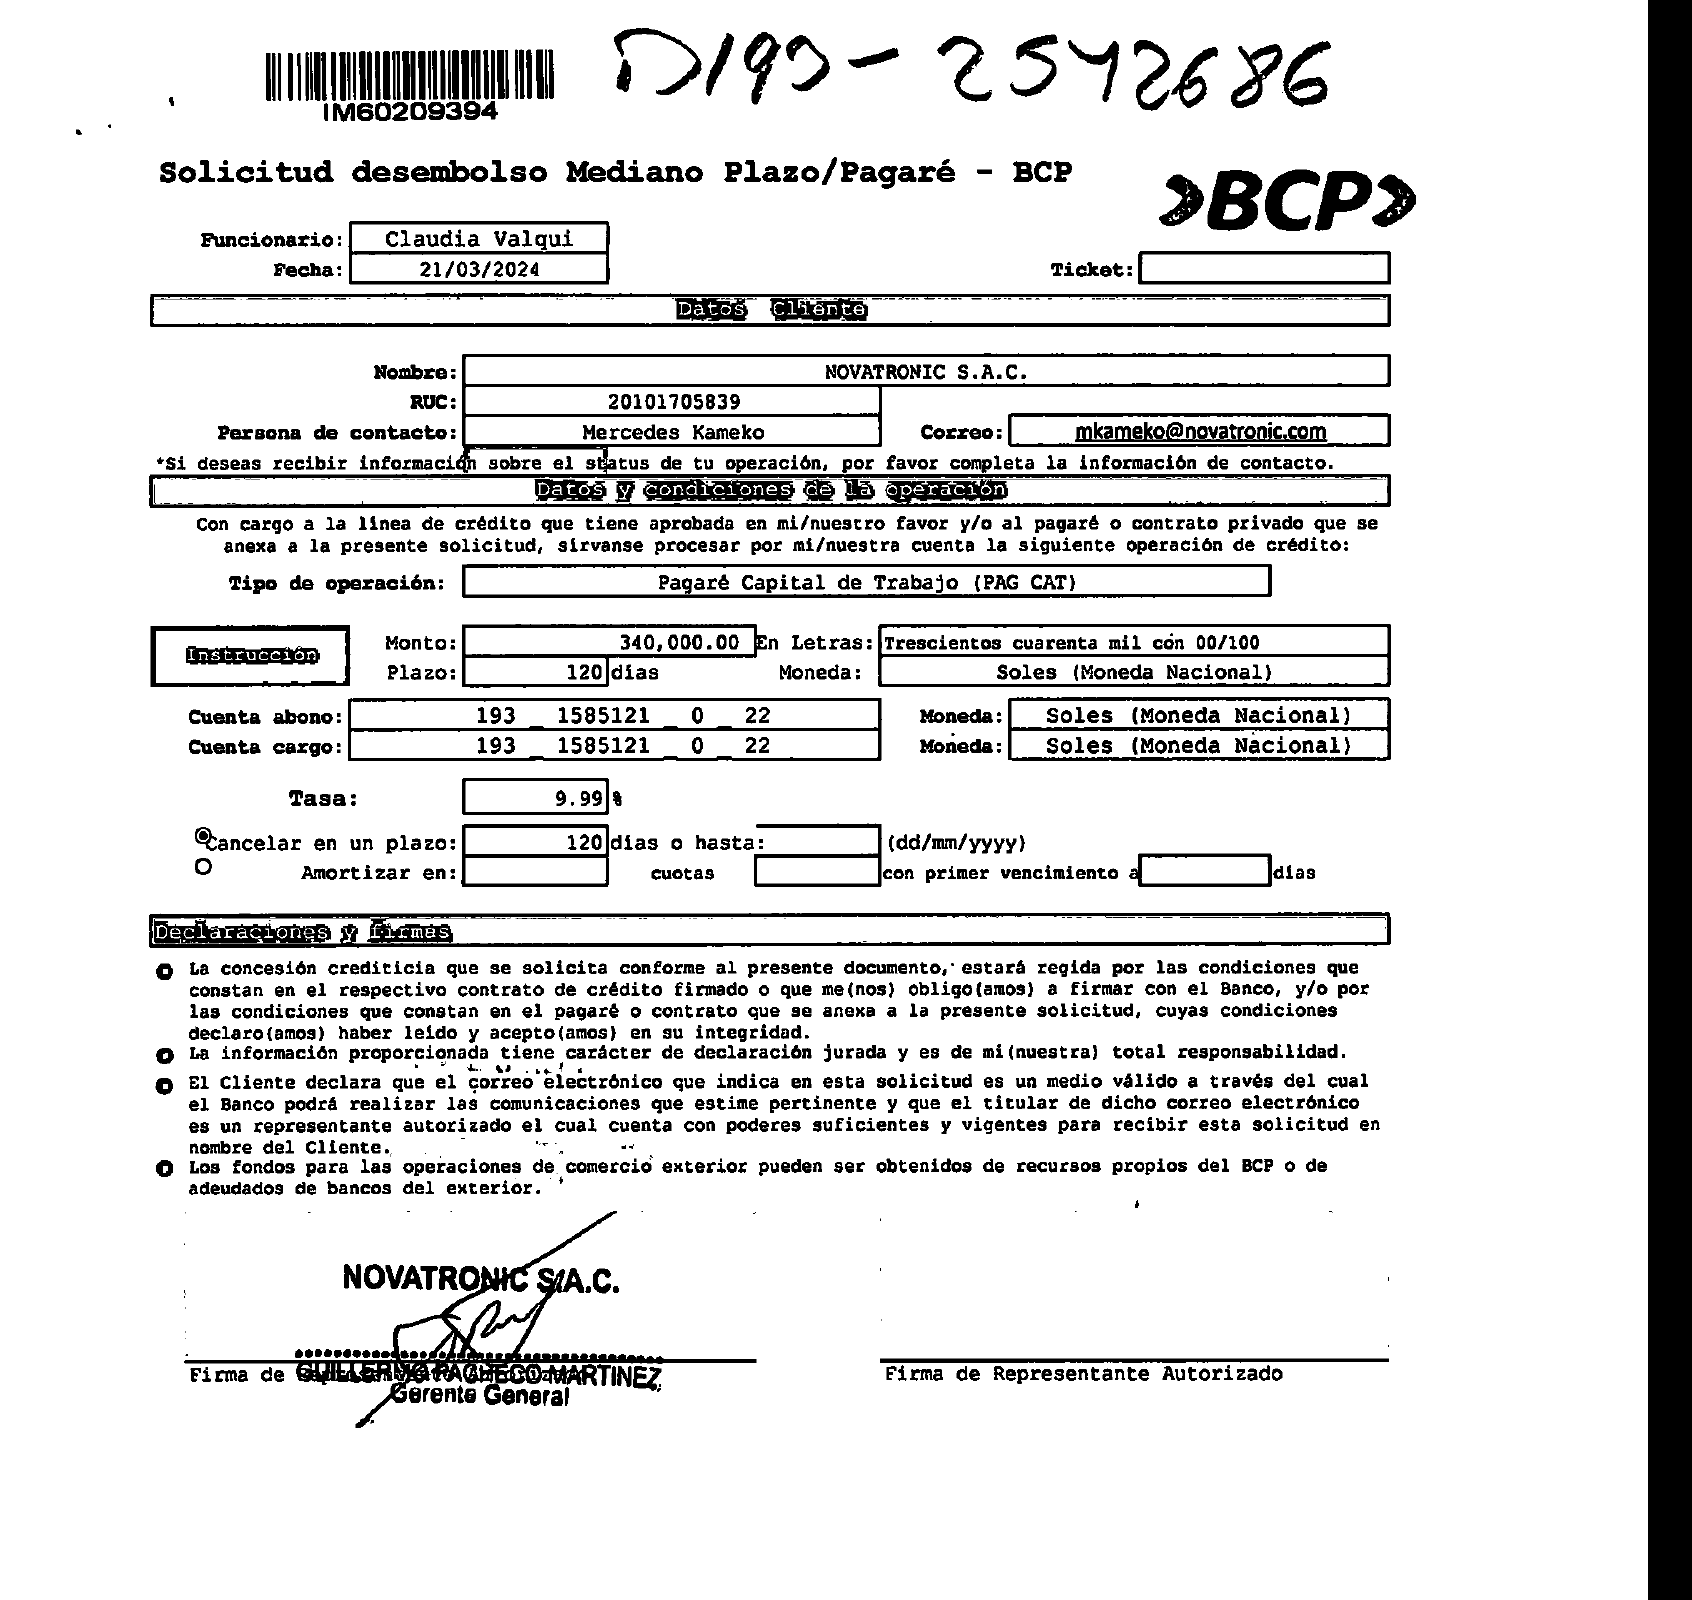 D193-2542686
IM60209394
Solicitud desembolso Mediano Plazo/Pagaré - BCP
BCP
Funcionario: Claudia Valqui
Fecha: 21/03/2024 Ticket:
Datos Cliente
Nombre: NOVATRONIC S.A.C.
RUC: 20101705839
Persona de contacto: Mercedes Kameko Correo: mkameko@novatronic.com
*Si deseas recibir información sobre el status de tu operación, por favor completa la información de contacto.
Datos y condiciones de la operación
Con cargo a la línea de crédito que tiene aprobada en mi/nuestro favor y/o al pagaré o contrato privado que se
anexa a la presente solicitud, sírvanse procesar por mi/nuestra cuenta la siguiente operación de crédito:
Tipo de operación: Pagaré Capital de Trabajo (PAG CAT)
Instrucción
Monto: 340,000.00 En Letras: Trescientos cuarenta mil con 00/100
Plazo: 120 días Moneda: Soles (Moneda Nacional)
Cuenta abono: 193 _ 1585121 _ 0 _ 22 Moneda: Soles (Moneda Nacional)
Cuenta cargo: 193 _ 1585121 _ 0 _ 22 Moneda: Soles (Moneda Nacional)
Tasa: 9.99 %
Cancelar en un plazo: 120 días o hasta: (dd/mm/yyyy)
Amortizar en: cuotas con primer vencimiento a días
Declaraciones y firmas
La concesión crediticia que se solicita conforme al presente documento, estará regida por las condiciones que
constan en el respectivo contrato de crédito firmado o que me(nos) obligo(amos) a firmar con el Banco, y/o por
las condiciones que constan en el pagaré o contrato que se anexa a la presente solicitud, cuyas condiciones
declaro(amos) haber leído y acepto(amos) en su integridad.
La información proporcionada tiene carácter de declaración jurada y es de mi(nuestra) total responsabilidad.
El Cliente declara que el correo electrónico que indica en esta solicitud es un medio válido a través del cual
el Banco podrá realizar las comunicaciones que estime pertinente y que el titular de dicho correo electrónico
es un representante autorizado el cual cuenta con poderes suficientes y vigentes para recibir esta solicitud en
nombre del Cliente.
Los fondos para las operaciones de comercio exterior pueden ser obtenidos de recursos propios del BCP o de
adeudados de bancos del exterior.
NOVATRONIC S.A.C.
Firma de
GUILLERMO PACHECO MARTINEZ
Gerente General
Firma de Representante Autorizado